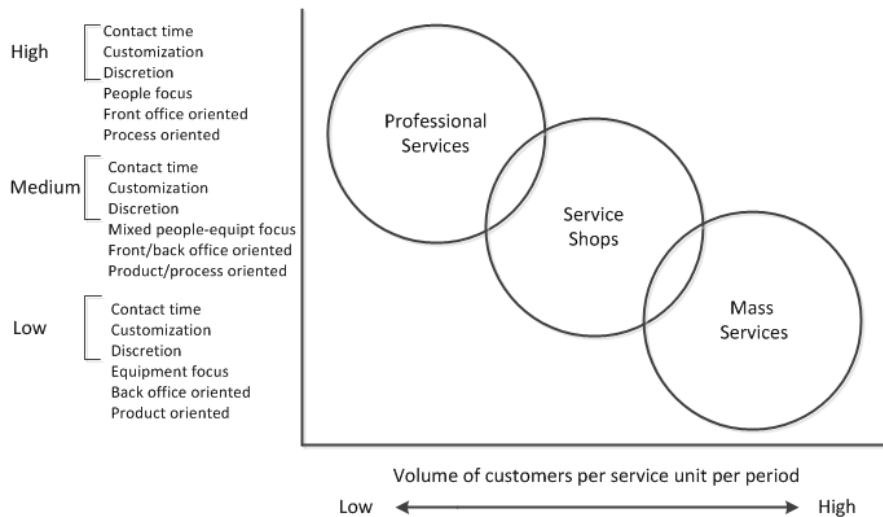 High
Contact time
Customization
Discretion
People focus
Front office oriented
Process oriented
Medium
Contact time
Customization
Discretion
Mixed people-equipt focus
Front/back office oriented
Product/process oriented
Low
Contact time
Customization
Discretion
Equipment focus
Back office oriented
Product oriented
Professional
Services
Service
Shops
Mass
Services
Volume of customers per service unit per period
Low
High